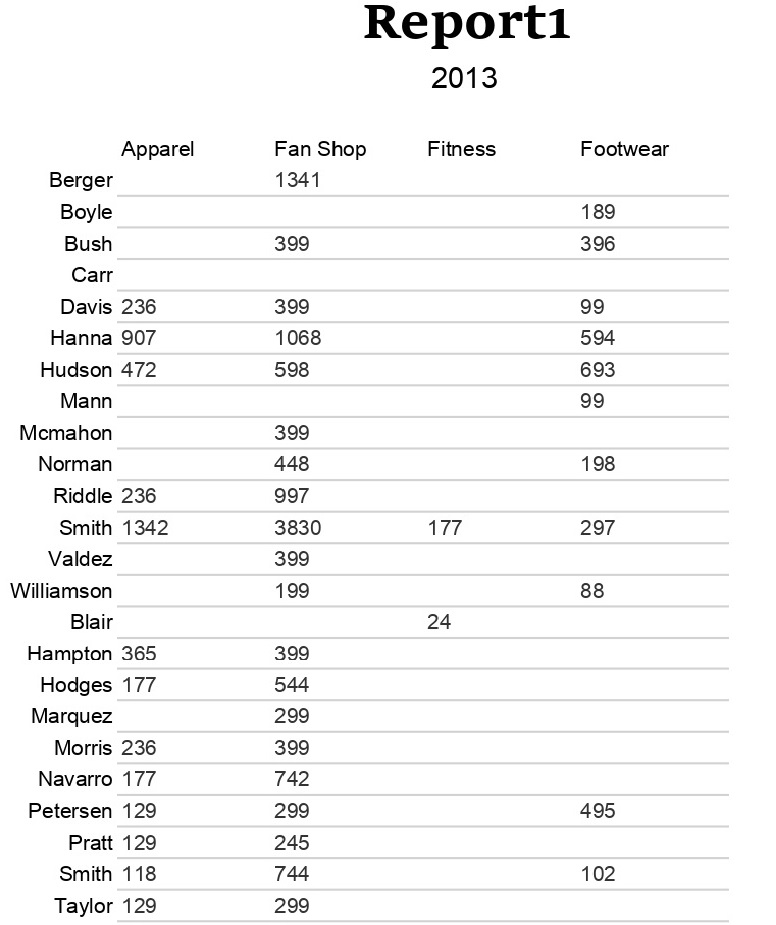 Report1
2013
Apparel Fan Shop Fitness Footwear
Berger 1341
Boyle 189
Bush 399 396
Carr
Davis 236 399 99
Hanna 907 1068 594
Hudson 472 598 693
Mann 99
Mcmahon 399
Norman 448 198
Riddle 236 997
Smith 1342 3830 177 297
Valdez 399
Williamson 199 88
Blair 24
Hampton 365 399
Hodges 177 544
Marquez 299
Morris 236 399
Navarro 177 742
Petersen 129 299 495
Pratt 129 245
Smith 118 744 102
Taylor 129 299